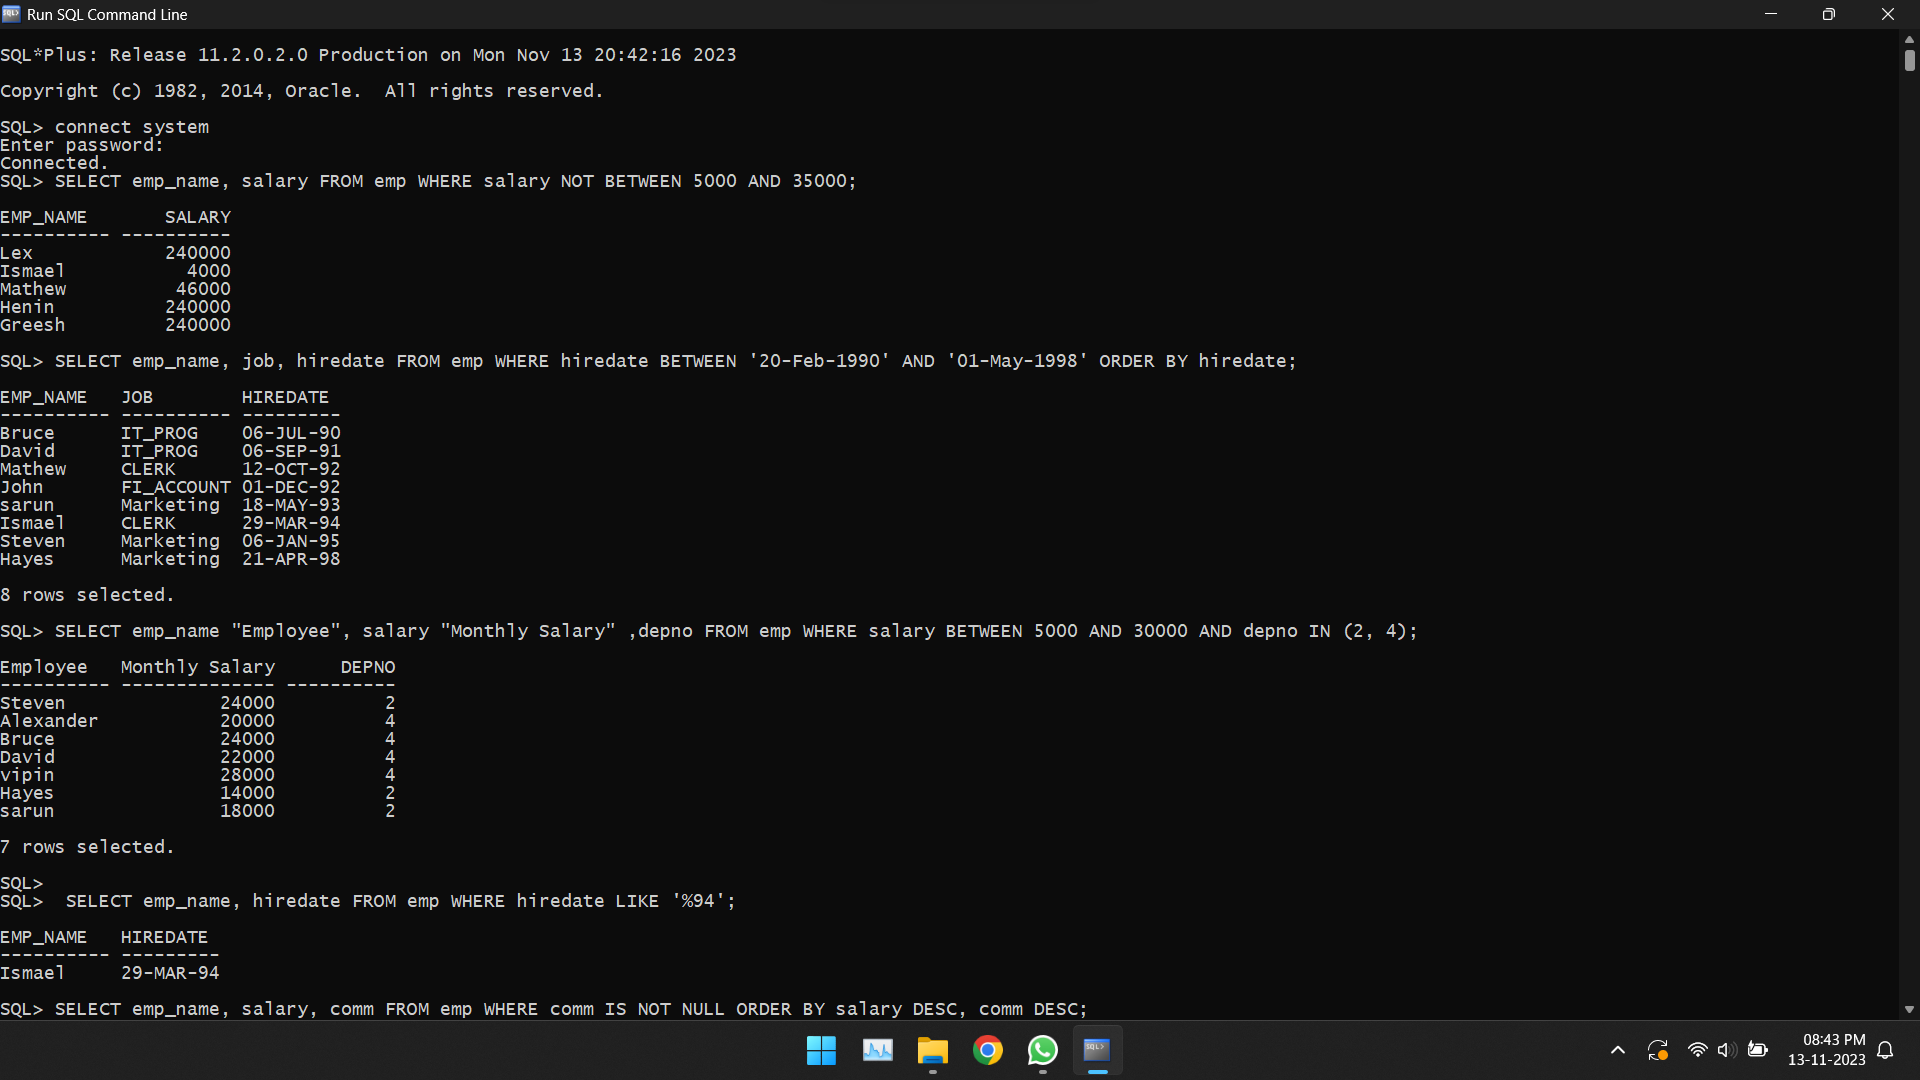 Run SQL Command Line
SQL*Plus: Release 11.2.0.2.0 Production on Mon Nov 13 20:42:16 2023
Copyright (c) 1982, 2014, Oracle.  All rights reserved.
SQL> connect system
Enter password:
Connected.
SQL> SELECT emp_name, salary FROM emp WHERE salary NOT BETWEEN 5000 AND 35000;
EMP_NAME       SALARY
---------- ----------
Lex            240000
Ismael           4000
Mathew          46000
Henin          240000
Greesh         240000
SQL> SELECT emp_name, job, hiredate FROM emp WHERE hiredate BETWEEN '20-Feb-1990' AND '01-May-1998' ORDER BY hiredate;
EMP_NAME   JOB        HIREDATE
---------- ---------- ---------
Bruce      IT_PROG    06-JUL-90
David      IT_PROG    06-SEP-91
Mathew     CLERK      12-OCT-92
John       FI_ACCOUNT 01-DEC-92
sarun      Marketing  18-MAY-93
Ismael     CLERK      29-MAR-94
Steven     Marketing  06-JAN-95
Hayes      Marketing  21-APR-98
8 rows selected.
SQL> SELECT emp_name "Employee", salary "Monthly Salary" ,depno FROM emp WHERE salary BETWEEN 5000 AND 30000 AND depno IN (2, 4);
Employee   Monthly Salary      DEPNO
---------- -------------- ----------
Steven              24000          2
Alexander           20000          4
Bruce               24000          4
David               22000          4
vipin               28000          4
Hayes               14000          2
sarun               18000          2
7 rows selected.
SQL>
SQL>  SELECT emp_name, hiredate FROM emp WHERE hiredate LIKE '%94';
EMP_NAME   HIREDATE
---------- ---------
Ismael     29-MAR-94
SQL> SELECT emp_name, salary, comm FROM emp WHERE comm IS NOT NULL ORDER BY salary DESC, comm DESC;
08:43 PM
13-11-2023